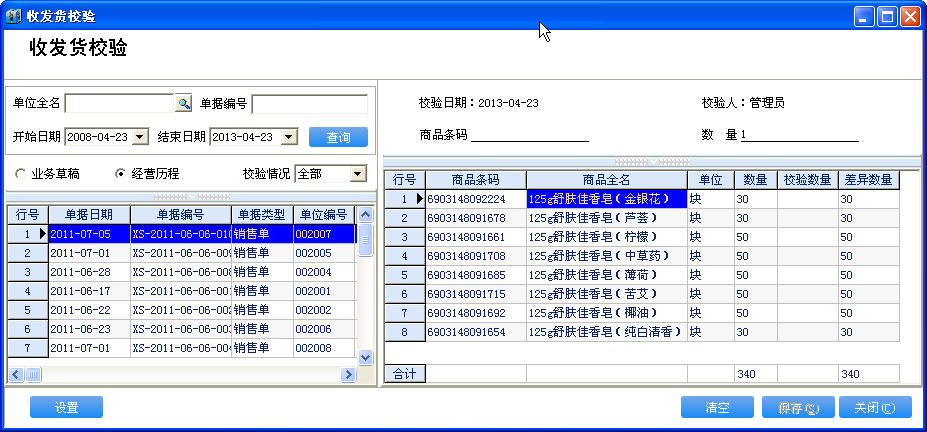 收发货校验
收发货校验
单位全名 单据编号
开始日期 2008-04-23 结束日期 2013-04-23 查询
业务草稿 经营历程 校验情况 全部
行号 单据日期 单据编号 单据类型 单位编号
1 2011-07-05 XS-2011-06-06-010 销售单 002007
2 2011-07-01 XS-2011-06-06-009 销售单 002005
3 2011-06-28 XS-2011-06-06-008 销售单 002004
4 2011-06-17 XS-2011-06-06-001 销售单 002001
5 2011-06-22 XS-2011-06-06-002 销售单 002002
6 2011-06-23 XS-2011-06-06-003 销售单 002006
7 2011-07-01 XS-2011-06-06-004 销售单 002008
校验日期:2013-04-23 校验人:管理员
商品条码 数 量 1
行号 商品条码 商品全名 单位 数量 校验数量 差异数量
1 6903148092224 125g舒肤佳香皂(金银花) 块 30 30
2 6903148091678 125g舒肤佳香皂(芦荟) 块 30 30
3 6903148091661 125g舒肤佳香皂(柠檬) 块 50 50
4 6903148091708 125g舒肤佳香皂(中草药) 块 50 50
5 6903148091685 125g舒肤佳香皂(薄荷) 块 50 50
6 6903148091715 125g舒肤佳香皂(苦艾) 块 50 50
7 6903148091692 125g舒肤佳香皂(椰油) 块 50 50
8 6903148091654 125g舒肤佳香皂(纯白清香) 块 30 30
合计 340 340
设置 清空 保存(S) 关闭(C)